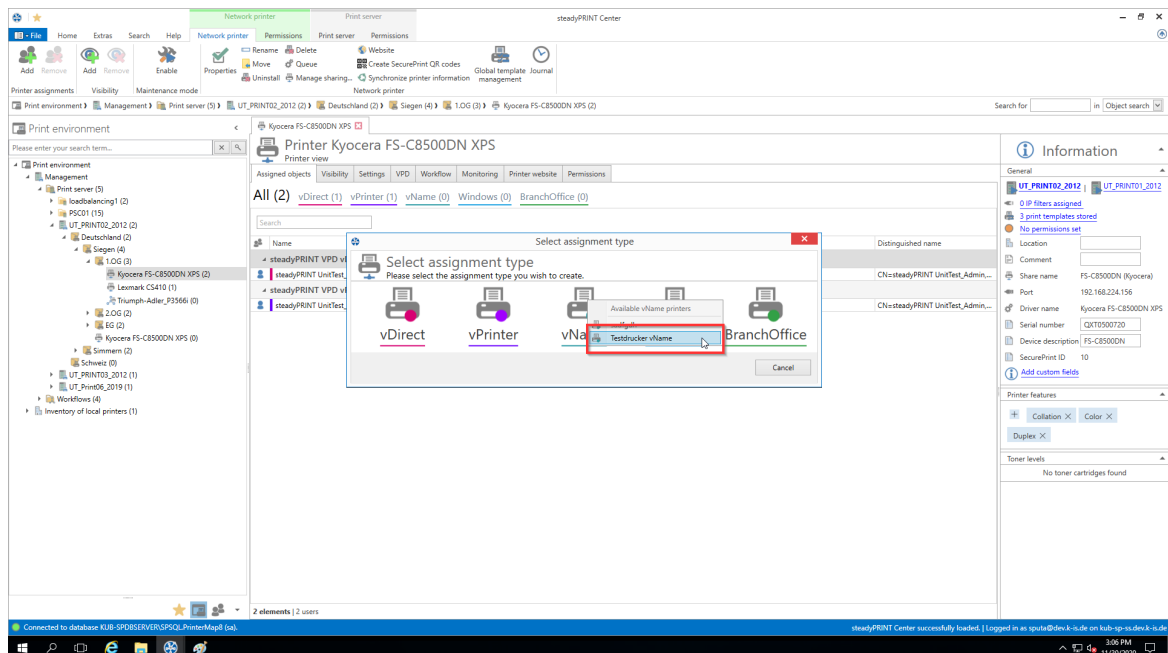 Network printer
Print server
steadyPRINT Center
File
Home
Extras
Search
Help
Network printer
Permissions
Print server
Permissions
Add
Remove
Add
Remove
Enable
Properties
Rename
Delete
Website
Move
Queue
Create SecurePrint QR codes
Uninstall
Manage sharing...
Synchronize printer information
Global template management
Journal
Printer assignments
Visibility
Maintenance mode
Network printer
Print environment
Management
Print server (5)
UT_PRINT02_2012 (2)
Deutschland (2)
Siegen (4)
1.OG (3)
Kyocera FS-C8500DN XPS (2)
Search for
in
Object search
Print environment
Please enter your search term...
Print environment
Management
Print server (5)
loadbalancing1 (2)
PSC01 (15)
UT_PRINT02_2012 (2)
Deutschland (2)
Siegen (4)
1.OG (3)
Kyocera FS-C8500DN XPS (2)
Lexmark CS410 (1)
Triumph-Adler_P3566i (0)
2.OG (2)
EG (2)
Kyocera FS-C8500DN XPS (0)
Simmern (2)
Schweiz (0)
UT_PRINT03_2012 (1)
UT_Print06_2019 (1)
Workflows (4)
Inventory of local printers (1)
Kyocera FS-C8500DN XPS
Printer Kyocera FS-C8500DN XPS
Printer view
Assigned objects
Visibility
Settings
VPD
Workflow
Monitoring
Printer website
Permissions
All (2)
vDirect (1)
vPrinter (1)
vName (0)
Windows (0)
BranchOffice (0)
Search
Name
Distinguished name
steadyPRINT VPD
steadyPRINT UnitTest_
CN=steadyPRINT UnitTest_Admin,...
steadyPRINT VPD
steadyPRINT UnitTest_
CN=steadyPRINT UnitTest_Admin,...
Select assignment type
Select assignment type
Please select the assignment type you wish to create.
vDirect
vPrinter
vNa
BranchOffice
Available vName printers
Testdrucker vName
Cancel
2 elements | 2 users
Information
General
UT_PRINT02_2012 | UT_PRINT01_2012
0 IP filters assigned
3 print templates stored
No permissions set
Location
Comment
Share name
FS-C8500DN (Kyocera)
Port
192.168.224.156
Driver name
Kyocera FS-C8500DN XPS
Serial number
QXT0500720
Device description
FS-C8500DN
SecurePrint ID
10
Add custom fields
Printer features
Collation
Color
Duplex
Toner levels
No toner cartridges found
Connected to database KUB-SPDBSERVER\SPSQL.PrinterMap8 (sa).
steadyPRINT Center successfully loaded. | Logged in as sputa@dev.k-is.de on kub-sp-ss.dev.k-is.de
3:06 PM